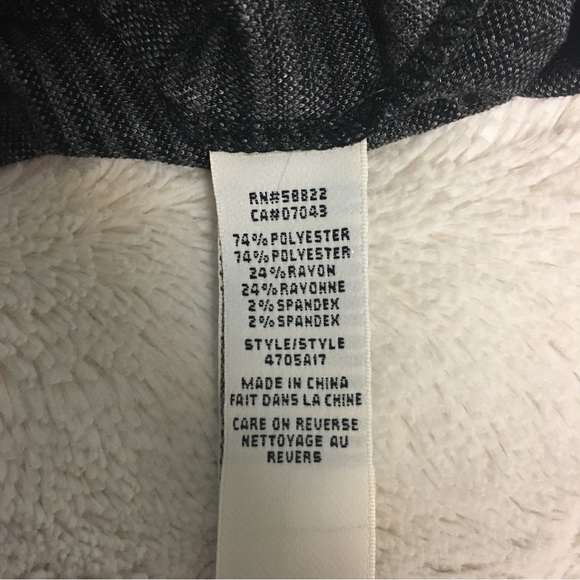 RN#58822
CA#07043
74%POLYESTER
74%POLYESTER
24%RAYON
24%RAYONNE
2%SPANDEX
2%SPANDEX
STYLE/STYLE
4705A17
MADE IN CHINA
FAIT DANS LA CHINE
CARE ON REVERSE
NETTOYAGE AU
REVERS